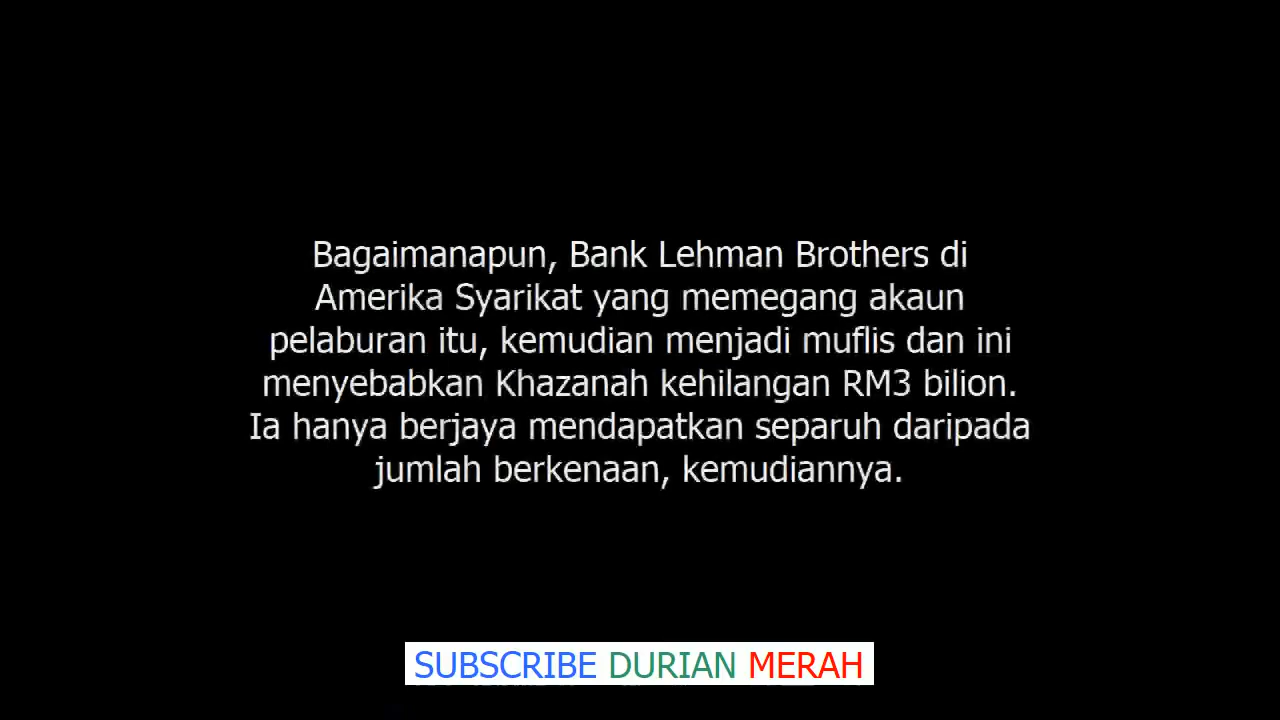 Bagaimanapun, Bank Lehman Brothers di
Amerika Syarikat yang memegang akaun
pelaburan itu, kemudian menjadi muflis dan ini
menyebabkan Khazanah kehilangan RM3 bilion.
Ia hanya berjaya mendapatkan separuh daripada
jumlah berkenaan, kemudiannya.
SUBSCRIBE DURIAN MERAH